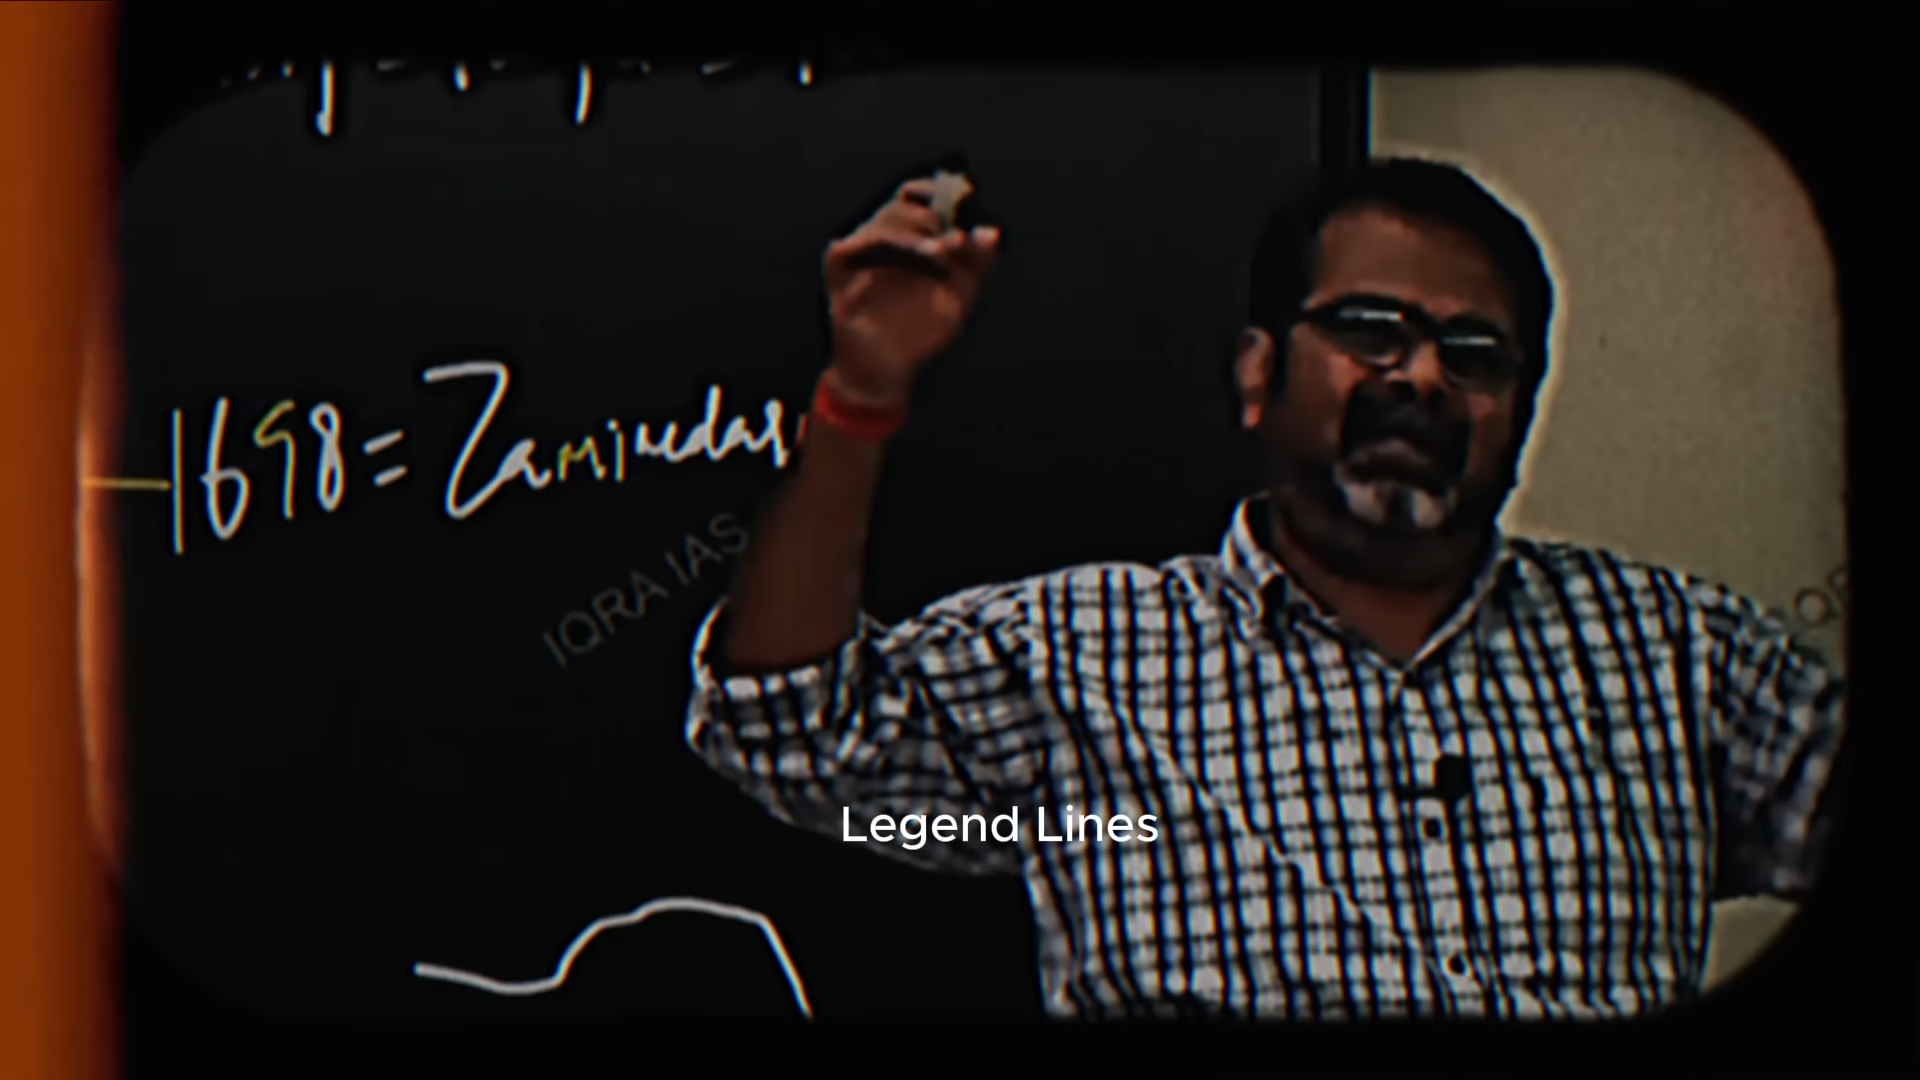 1698 = Zamindar
IQRA IAS
Legend Lines